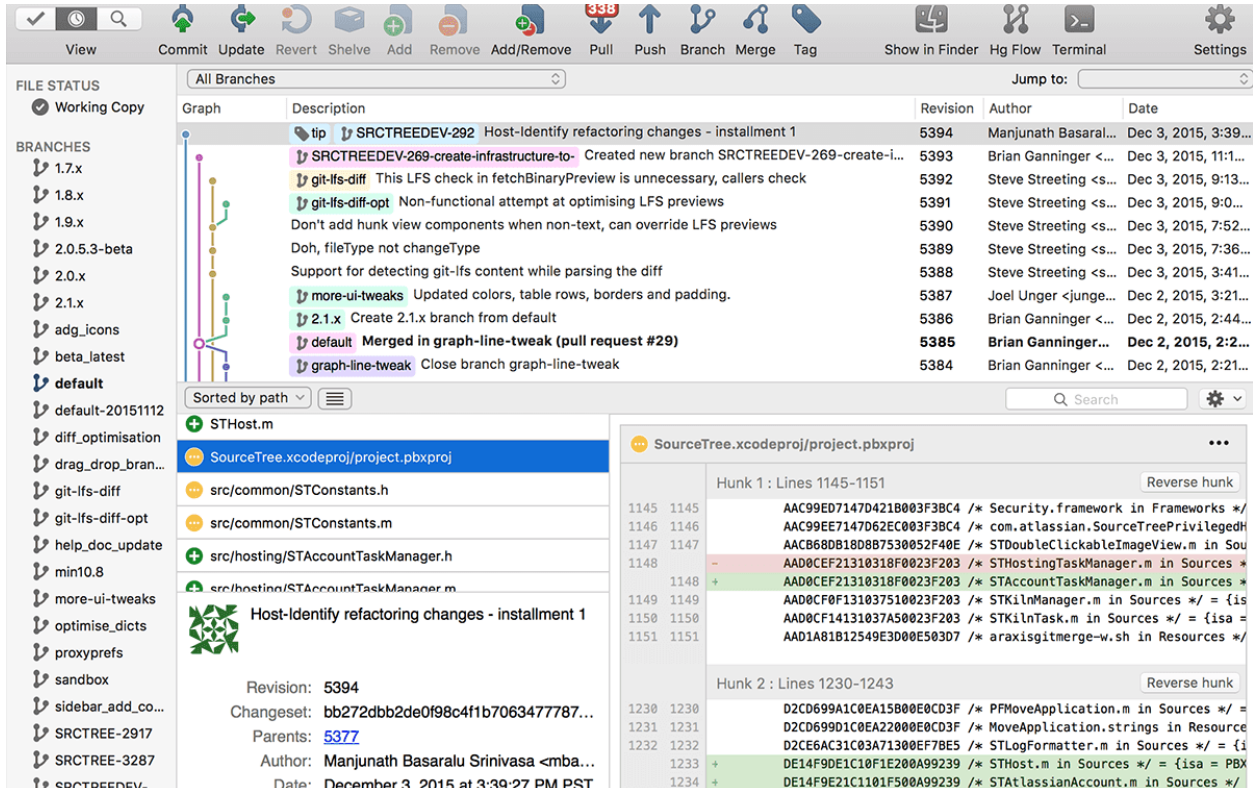 338
View Commit Update Revert Shelve Add Remove Add/Remove Pull Push Branch Merge Tag Show in Finder Hg Flow Terminal Settings
All Branches Jump to:
FILE STATUS
Working Copy
BRANCHES
1.7.x
1.8.x
1.9.x
2.0.5.3-beta
2.0.x
2.1.x
adg_icons
beta_latest
default
default-20151112
diff_optimisation
drag_drop_bran...
git-lfs-diff
git-lfs-diff-opt
help_doc_update
min10.8
more-ui-tweaks
optimise_dicts
proxyprefs
sandbox
sidebar_add_co...
SRCTREE-2917
SRCTREE-3287
SRCTREEDEV-
Graph Description Revision Author Date
tip SRCTREEDEV-292 Host-Identify refactoring changes - installment 1 5394 Manjunath Basaral... Dec 3, 2015, 3:39...
SRCTREEDEV-269-create-infrastructure-to- Created new branch SRCTREEDEV-269-create-i... 5393 Brian Ganninger <... Dec 3, 2015, 11:1...
git-lfs-diff This LFS check in fetchBinaryPreview is unnecessary, callers check 5392 Steve Streeting <s... Dec 3, 2015, 9:13...
git-lfs-diff-opt Non-functional attempt at optimising LFS previews 5391 Steve Streeting <s... Dec 3, 2015, 9:0...
Don't add hunk view components when non-text, can override LFS previews 5390 Steve Streeting <s... Dec 3, 2015, 7:52...
Doh, fileType not changeType 5389 Steve Streeting <s... Dec 3, 2015, 7:36...
Support for detecting git-lfs content while parsing the diff 5388 Steve Streeting <s... Dec 3, 2015, 3:41...
more-ui-tweaks Updated colors, table rows, borders and padding. 5387 Joel Unger <junge... Dec 2, 2015, 3:21...
2.1.x Create 2.1.x branch from default 5386 Brian Ganninger <... Dec 2, 2015, 2:44...
default Merged in graph-line-tweak (pull request #29) 5385 Brian Ganninger... Dec 2, 2015, 2:2...
graph-line-tweak Close branch graph-line-tweak 5384 Brian Ganninger <... Dec 2, 2015, 2:21...
Sorted by path Search
STHost.m
SourceTree.xcodeproj/project.pbxproj
src/common/STConstants.h
src/common/STConstants.m
src/hosting/STAccountTaskManager.h
src/hosting/STAccountTaskManager.m
Host-Identify refactoring changes - installment 1
Revision: 5394
Changeset: bb272dbb2de0f98c4f1b7063477787...
Parents: 5377
Author: Manjunath Basaralu Srinivasa <mba...
Date: December 3, 2015 at 3:39:27 PM PST
SourceTree.xcodeproj/project.pbxproj
Hunk 1 : Lines 1145-1151 Reverse hunk
1145 1145 AAC99ED7147D421B003F3BC4 /* Security.framework in Frameworks */
1146 1146 AAC99EE7147D62EC003F3BC4 /* com.atlassian.SourceTreePrivilegedH
1147 1147 AACB68DB18D8B7530052F40E /* STDoubleClickableImageView.m in Sou
1148 - AAD0CEF21310318F0023F203 /* STHostingTaskManager.m in Sources *
1148 + AAD0CEF21310318F0023F203 /* STAccountTaskManager.m in Sources *
1149 1149 AAD0CF0F131037510023F203 /* STKilnManager.m in Sources */ = {is
1150 1150 AAD0CF14131037A50023F203 /* STKilnTask.m in Sources */ = {isa =
1151 1151 AAD1A81B12549E3D00E503D7 /* araxisgitmerge-w.sh in Resources */
Hunk 2 : Lines 1230-1243 Reverse hunk
1230 1230 D2CD699A1C0EA15B00E0CD3F /* PFMoveApplication.m in Sources */ =
1231 1231 D2CD699D1C0EA22000E0CD3F /* MoveApplication.strings in Resource
1232 1232 D2CE6AC31C03A71300EF7BE5 /* STLogFormatter.m in Sources */ = {i
1233 + DE14F9DE1C10F1E200A99239 /* STHost.m in Sources */ = {isa = PBX
1234 + DE14F9E21C1101F500A99239 /* STAtlassianAccount.m in Sources */